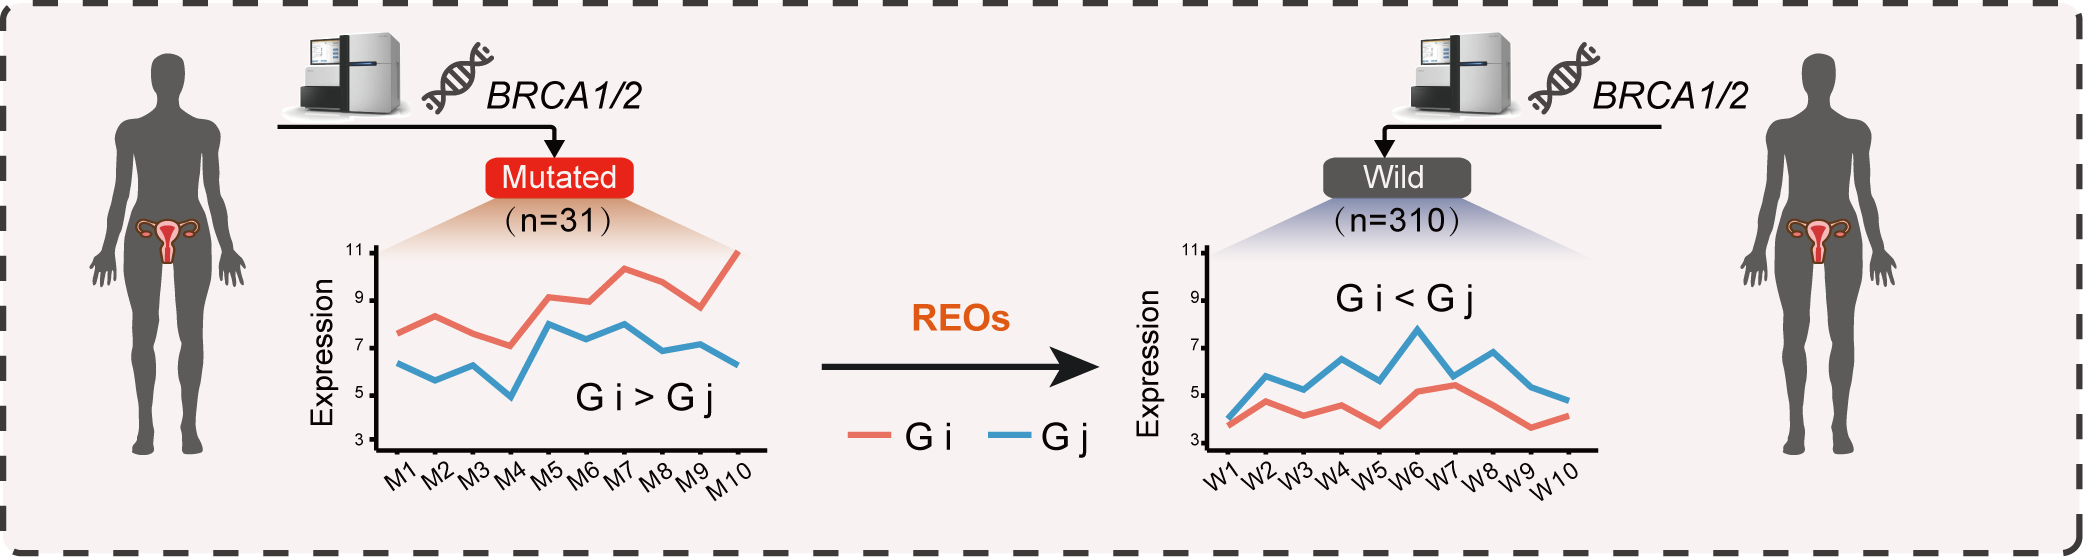 BRCA1/2
Mutated
(n=31)
11
9
7
5
3
Expression
G i > G j
M1 M2 M3 M4 M5 M6 M7 M8 M9 M10
REOs
G i G j
BRCA1/2
Wild
(n=310)
11
9
7
5
3
Expression
G i < G j
W1 W2 W3 W4 W5 W6 W7 W8 W9 W10